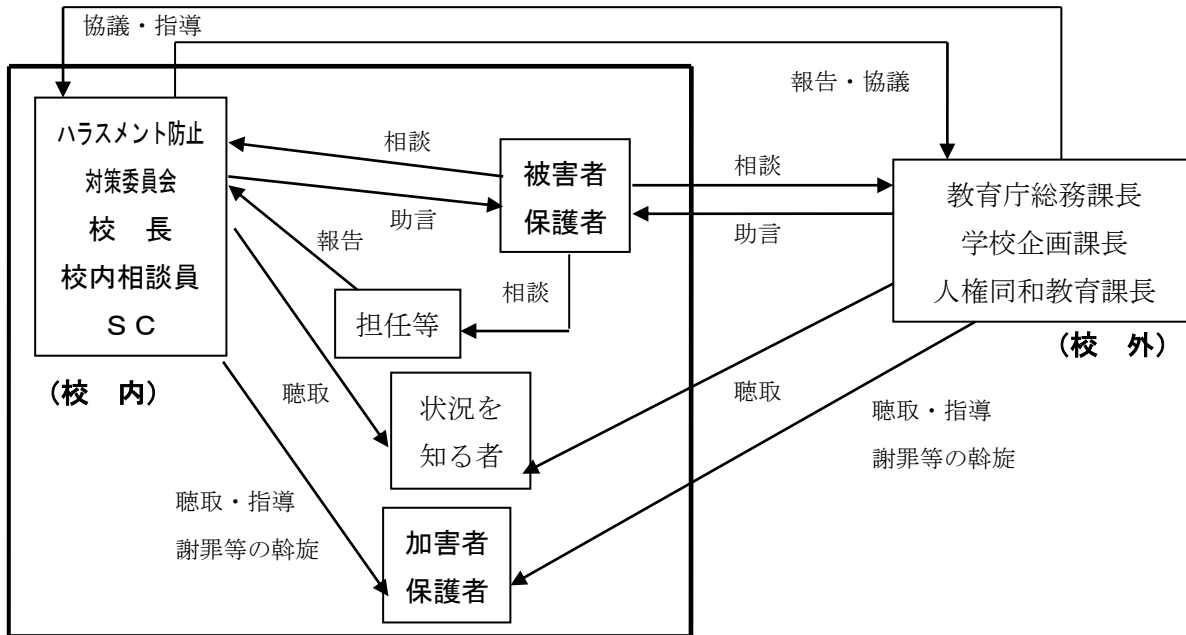 協議・指導
報告・協議
ハラスメント防止
対策委員会
校　長
校内相談員
ＳＣ
（校　内）
相談
助言
報告
被害者
保護者
相談
助言
相談
担任等
教育庁総務課長
学校企画課長
人権同和教育課長
（校　外）
聴取
状況を
知る者
聴取
聴取・指導
謝罪等の斡旋
聴取・指導
謝罪等の斡旋
加害者
保護者